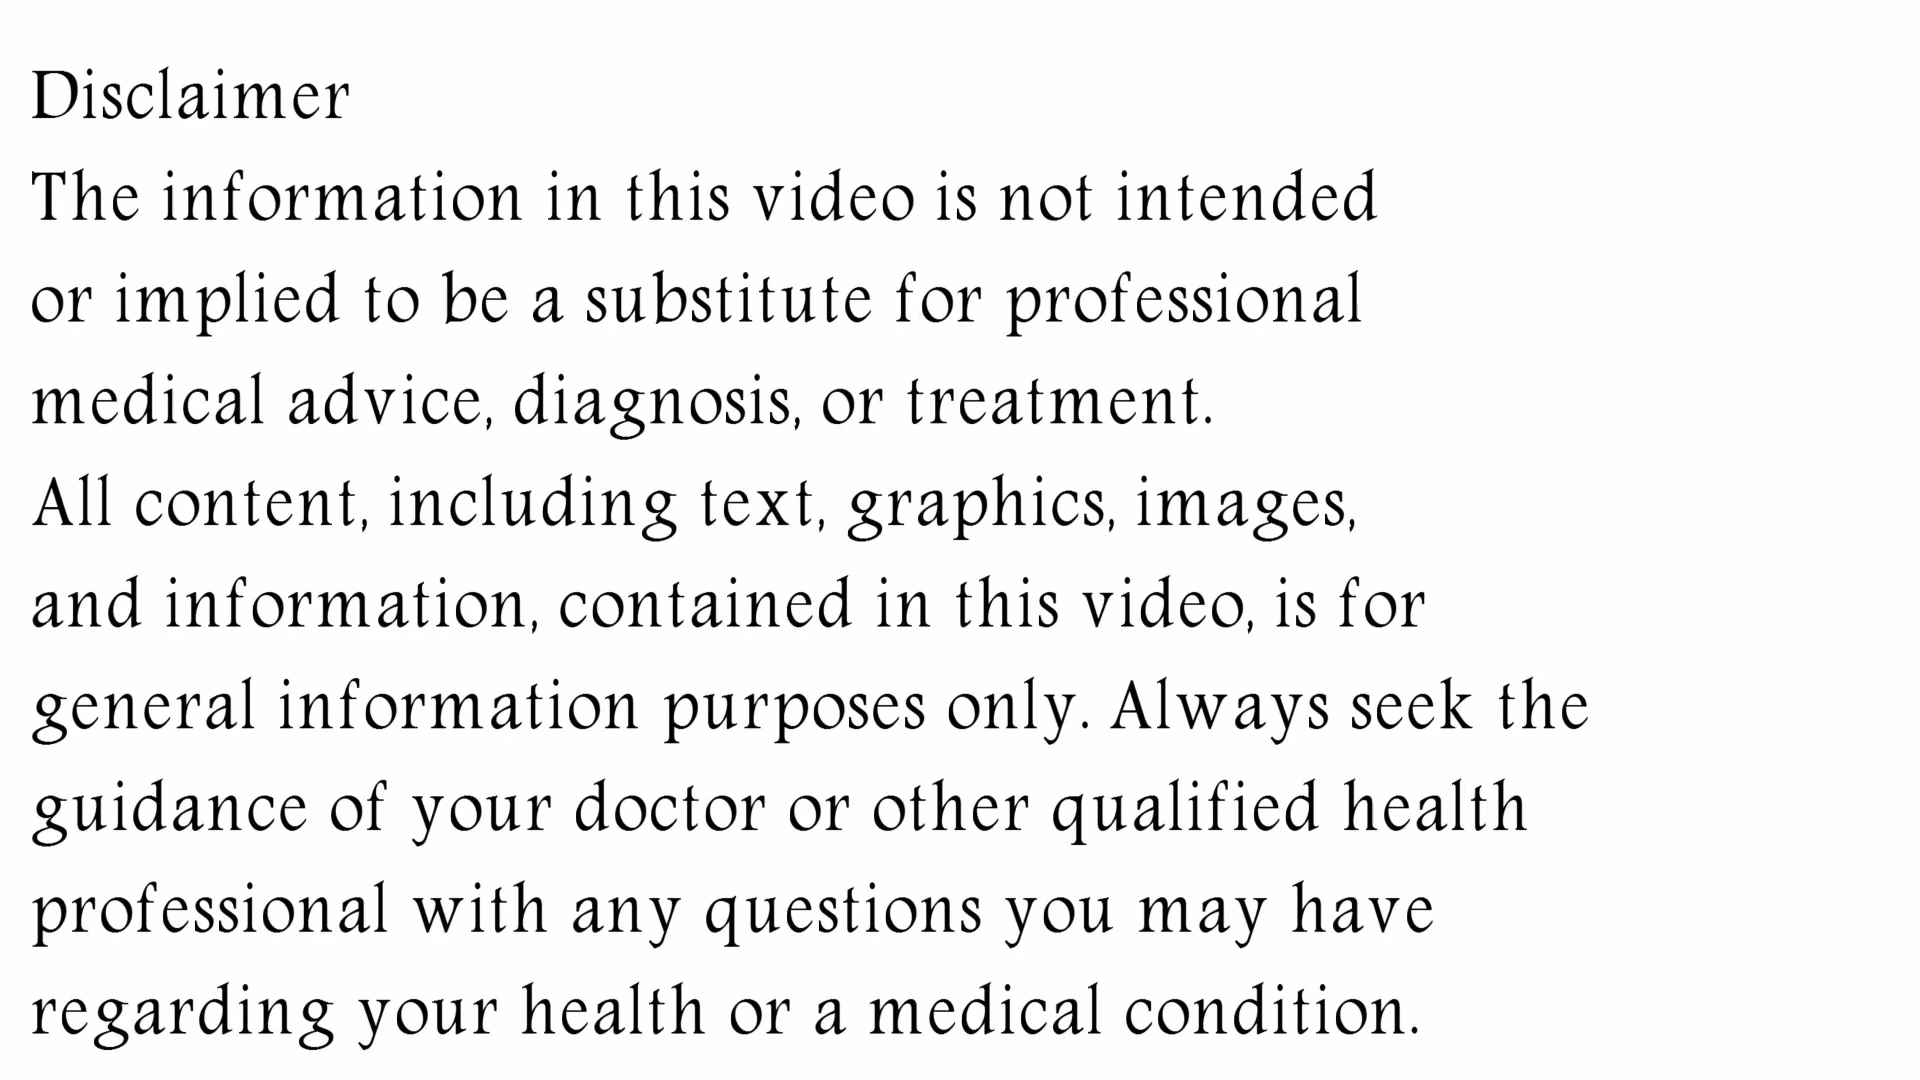 Disclaimer
The information in this video is not intended
or implied to be a substitute for professional
medical advice, diagnosis, or treatment.
All content, including text, graphics, images,
and information, contained in this video, is for
general information purposes only. Always seek the
guidance of your doctor or other qualified health
professional with any questions you may have
regarding your health or a medical condition.